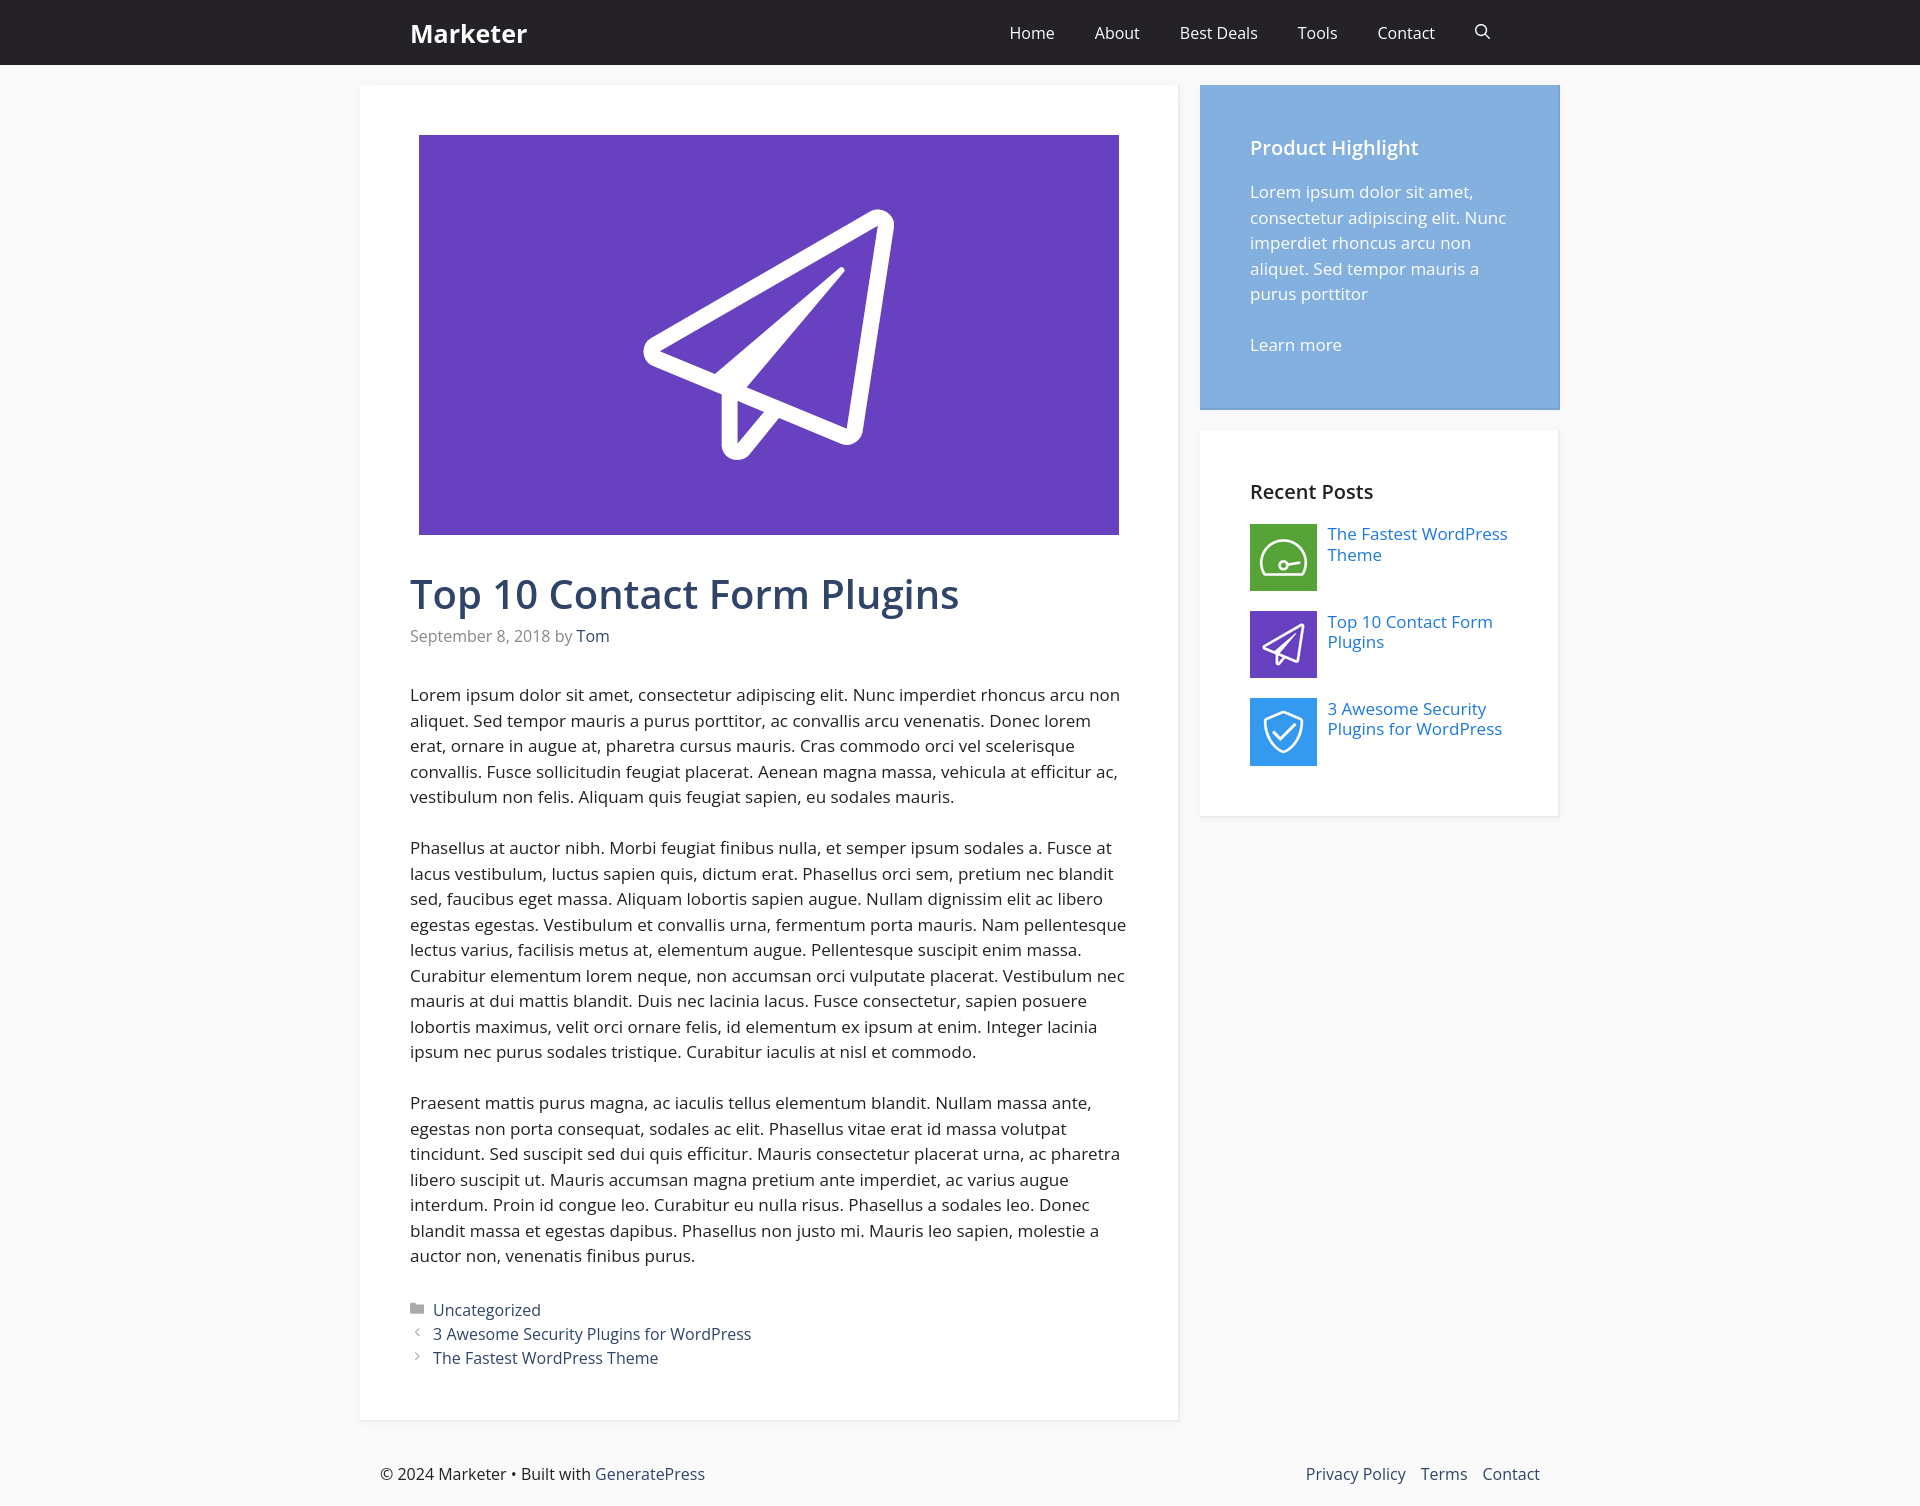 Marketer
Home About Best Deals Tools Contact
Top 10 Contact Form Plugins
September 8, 2018 by Tom
Lorem ipsum dolor sit amet, consectetur adipiscing elit. Nunc imperdiet rhoncus arcu non
aliquet. Sed tempor mauris a purus porttitor, ac convallis arcu venenatis. Donec lorem
erat, ornare in augue at, pharetra cursus mauris. Cras commodo orci vel scelerisque
convallis. Fusce sollicitudin feugiat placerat. Aenean magna massa, vehicula at efficitur ac,
vestibulum non felis. Aliquam quis feugiat sapien, eu sodales mauris.
Phasellus at auctor nibh. Morbi feugiat finibus nulla, et semper ipsum sodales a. Fusce at
lacus vestibulum, luctus sapien quis, dictum erat. Phasellus orci sem, pretium nec blandit
sed, faucibus eget massa. Aliquam lobortis sapien augue. Nullam dignissim elit ac libero
egestas egestas. Vestibulum et convallis urna, fermentum porta mauris. Nam pellentesque
lectus varius, facilisis metus at, elementum augue. Pellentesque suscipit enim massa.
Curabitur elementum lorem neque, non accumsan orci vulputate placerat. Vestibulum nec
mauris at dui mattis blandit. Duis nec lacinia lacus. Fusce consectetur, sapien posuere
lobortis maximus, velit orci ornare felis, id elementum ex ipsum at enim. Integer lacinia
ipsum nec purus sodales tristique. Curabitur iaculis at nisl et commodo.
Praesent mattis purus magna, ac iaculis tellus elementum blandit. Nullam massa ante,
egestas non porta consequat, sodales ac elit. Phasellus vitae erat id massa volutpat
tincidunt. Sed suscipit sed dui quis efficitur. Mauris consectetur placerat urna, ac pharetra
libero suscipit ut. Mauris accumsan magna pretium ante imperdiet, ac varius augue
interdum. Proin id congue leo. Curabitur eu nulla risus. Phasellus a sodales leo. Donec
blandit massa et egestas dapibus. Phasellus non justo mi. Mauris leo sapien, molestie a
auctor non, venenatis finibus purus.
Uncategorized
3 Awesome Security Plugins for WordPress
The Fastest WordPress Theme
Product Highlight
Lorem ipsum dolor sit amet,
consectetur adipiscing elit. Nunc
imperdiet rhoncus arcu non
aliquet. Sed tempor mauris a
purus porttitor
Learn more
Recent Posts
The Fastest WordPress
Theme
Top 10 Contact Form
Plugins
3 Awesome Security
Plugins for WordPress
© 2024 Marketer • Built with GeneratePress
Privacy Policy Terms Contact